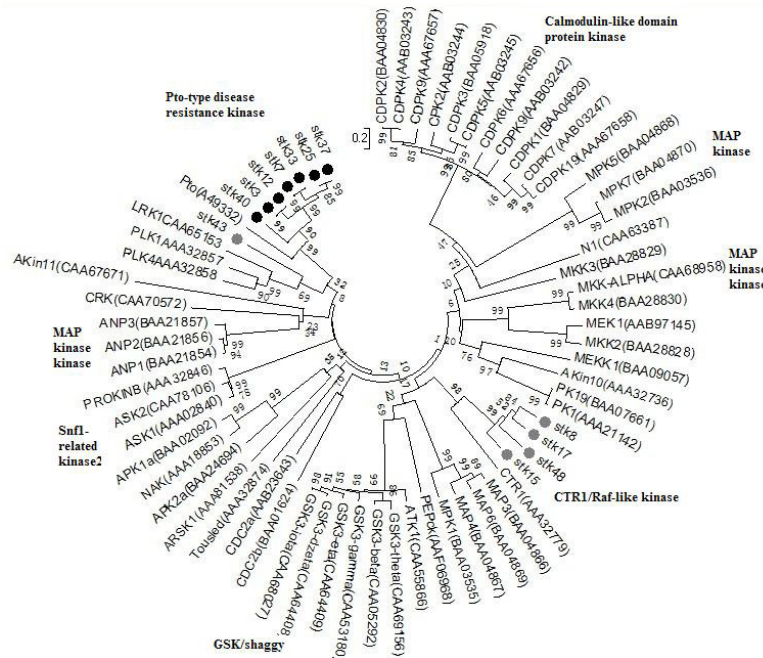 Calmodulin-like domain
protein kinase
CDPK2(BAA04830)
CDPK4(AAB03243)
CDPK9(AAA67657)
CPK2(AAB03244)
CDPK3(BAA05918)
CDPK5(AAB03245)
CDPK6(AAA67656)
CDPK9(AAB03242)
CDPK1(BAA04829)
CDPK7(AAB03247)
CDPK19(AAA67658)
MAP
kinase
MPK5(BAA04868)
MPK7(BAA04870)
MPK2(BAA03536)
N1(CAA63387)
MAP kinase
kinase
MKK3(BAA28829)
MKK-ALPHA(CAA68958)
MKK4(BAA28830)
MEK1(AAB97145)
MKK2(BAA28828)
MEKK1(BAA09057)
AKin10(AAA32736)
PK19(BAA07661)
PK1(AAA21142)
stk8
stk17
stk48
stk15
CTR1/Raf-like kinase
CTR1(AAA32779)
MAP3(BAA04866)
MAP6(BAA04869)
MAP4(BAA04867)
MPK1(BAA03535)
PEPok(AAF06968)
ATK1(CAA55866)
GSK3-theta(CAA69156)
GSK3-beta(CAA05292)
GSK3-gamma(CAA53180)
GSK3-eta(CAA64409)
GSK3-dzeta(CAA64408,
GSK3-iota(CAA68027)
GSK/shaggy
CDC2b(BAA01624)
CDC2a(AAB23643)
Tousled(AAA32874)
ARSK1(AAA81538)
APK2a(BAA24694)
NAK(AAA18853)
APK1a(BAA02092)
Snf1-
related
kinase2
ASK1(AAA02840)
ASK2(CAA78106)
PROKINB(AAA32846)
ANP1(BAA21854)
ANP2(BAA21856)
ANP3(BAA21857)
MAP
kinase kinase
kinase
CRK(CAA70572)
AKin11(CAA67671)
PLK4AAA32858
PLK1AAA32857
LRK1CAA65153
stk43
Pto(A49332)
stk40
stk3
stk12
stk7
stk33
stk25
stk37
Pto-type disease
resistance kinase
0.2